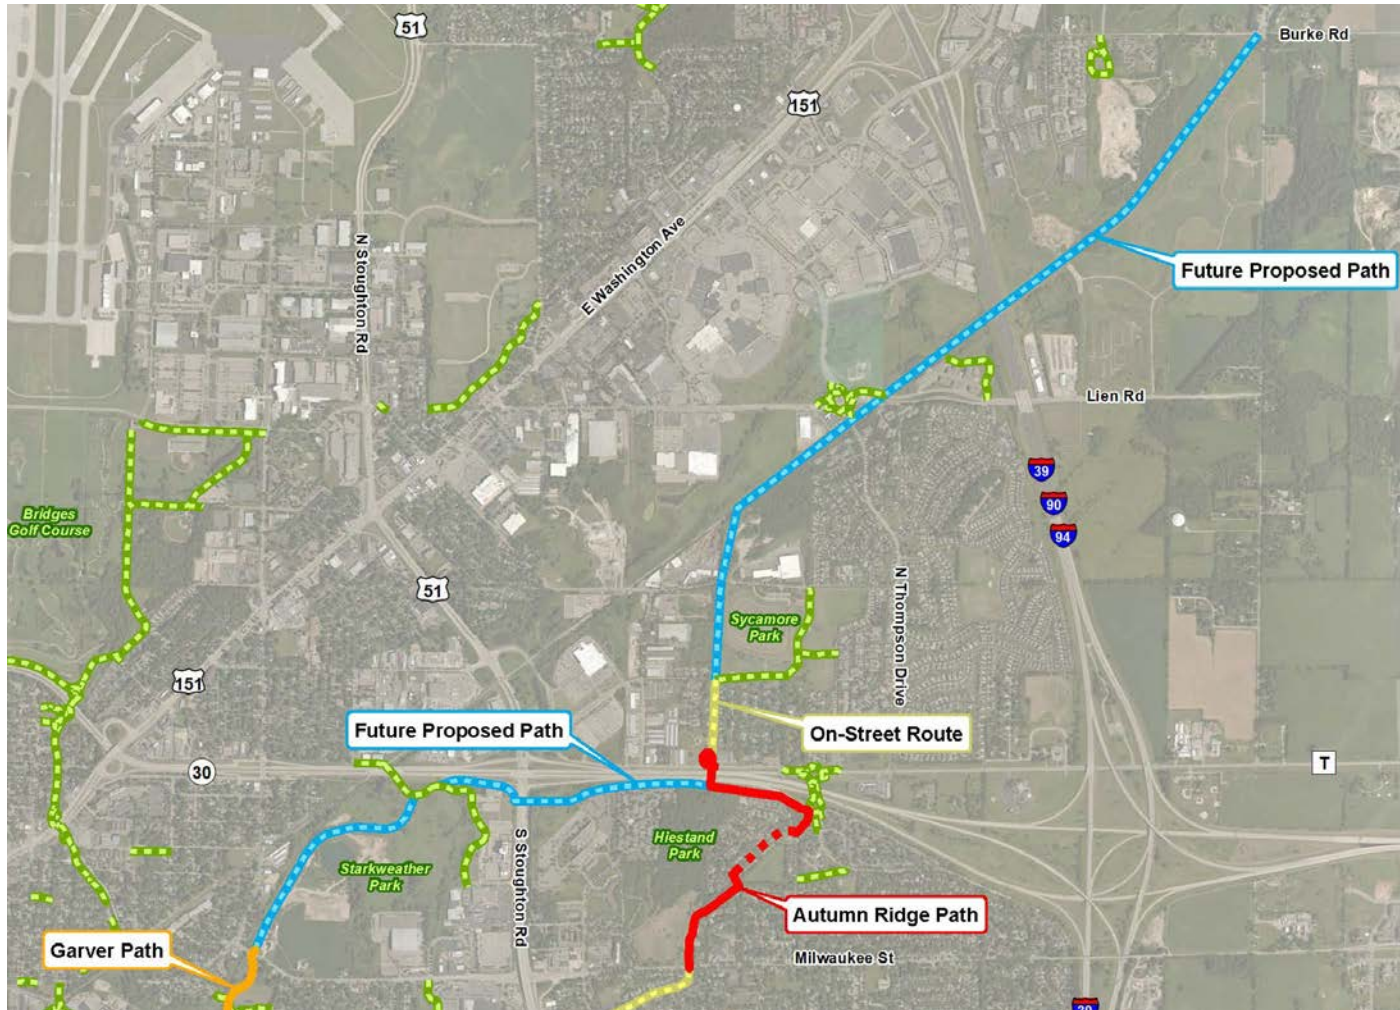 51
Burke Rd
151
N Stoughton Rd
E Washington Ave
Future Proposed Path
Lien Rd
39
90
94
Bridges
Golf Course
51
N Thompson Drive
Sycamore
Park
151
Future Proposed Path
On-Street Route
30
T
S Stoughton Rd
Hiestand
Park
Starkweather
Park
Autumn Ridge Path
Garver Path
Milwaukee St
39